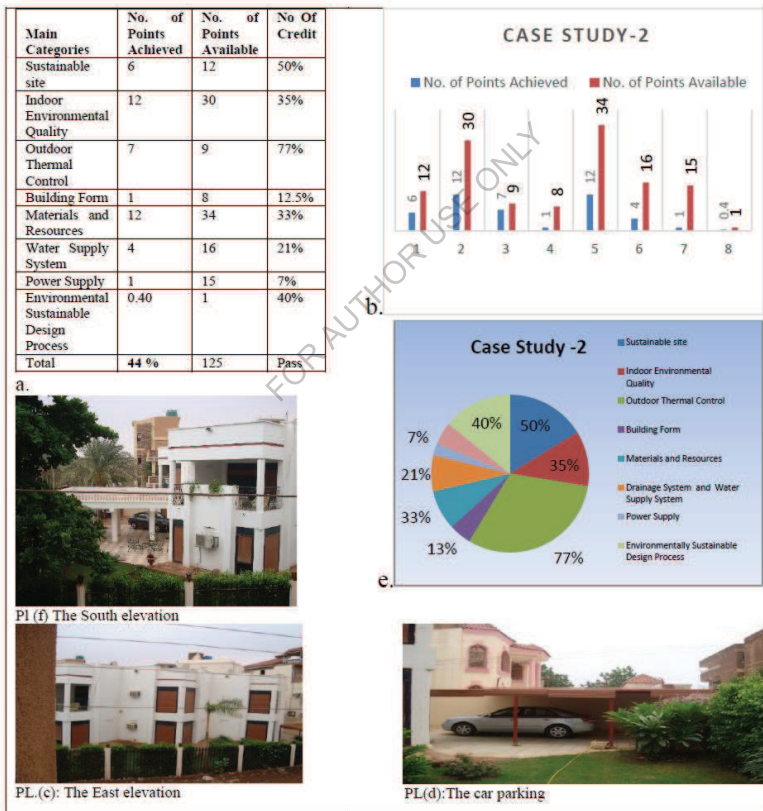 Main Categories No. of Points Achieved No. of Points Available No Of Credit
Sustainable site 6 12 50%
Indoor Environmental Quality 12 30 35%
Outdoor Thermal Control 7 9 77%
Building Form 1 8 12.5%
Materials and Resources 12 34 33%
Water Supply System 4 16 21%
Power Supply 1 15 7%
Environmental Sustainable Design Process 0.40 1 40%
Total 44 % 125 Pass
a.
CASE STUDY-2
No. of Points Achieved No. of Points Available
6 12 12 30 7 9 1 8 12 34 4 16 1 15 0,4 1
1 2 3 4 5 6 7 8
b.
FOR AUTHOR USE ONLY
Case Study -2
50%
35%
77%
13%
33%
21%
7%
40%
Sustainable site
Indoor Environmental
Quality
Outdoor Thermal Control
Building Form
Materials and Resources
Drainage System and Water
Supply System
Power Supply
Environmentally Sustainable
Design Process
e.
Pl (f) The South elevation
PL.(c): The East elevation
PL(d):The car parking